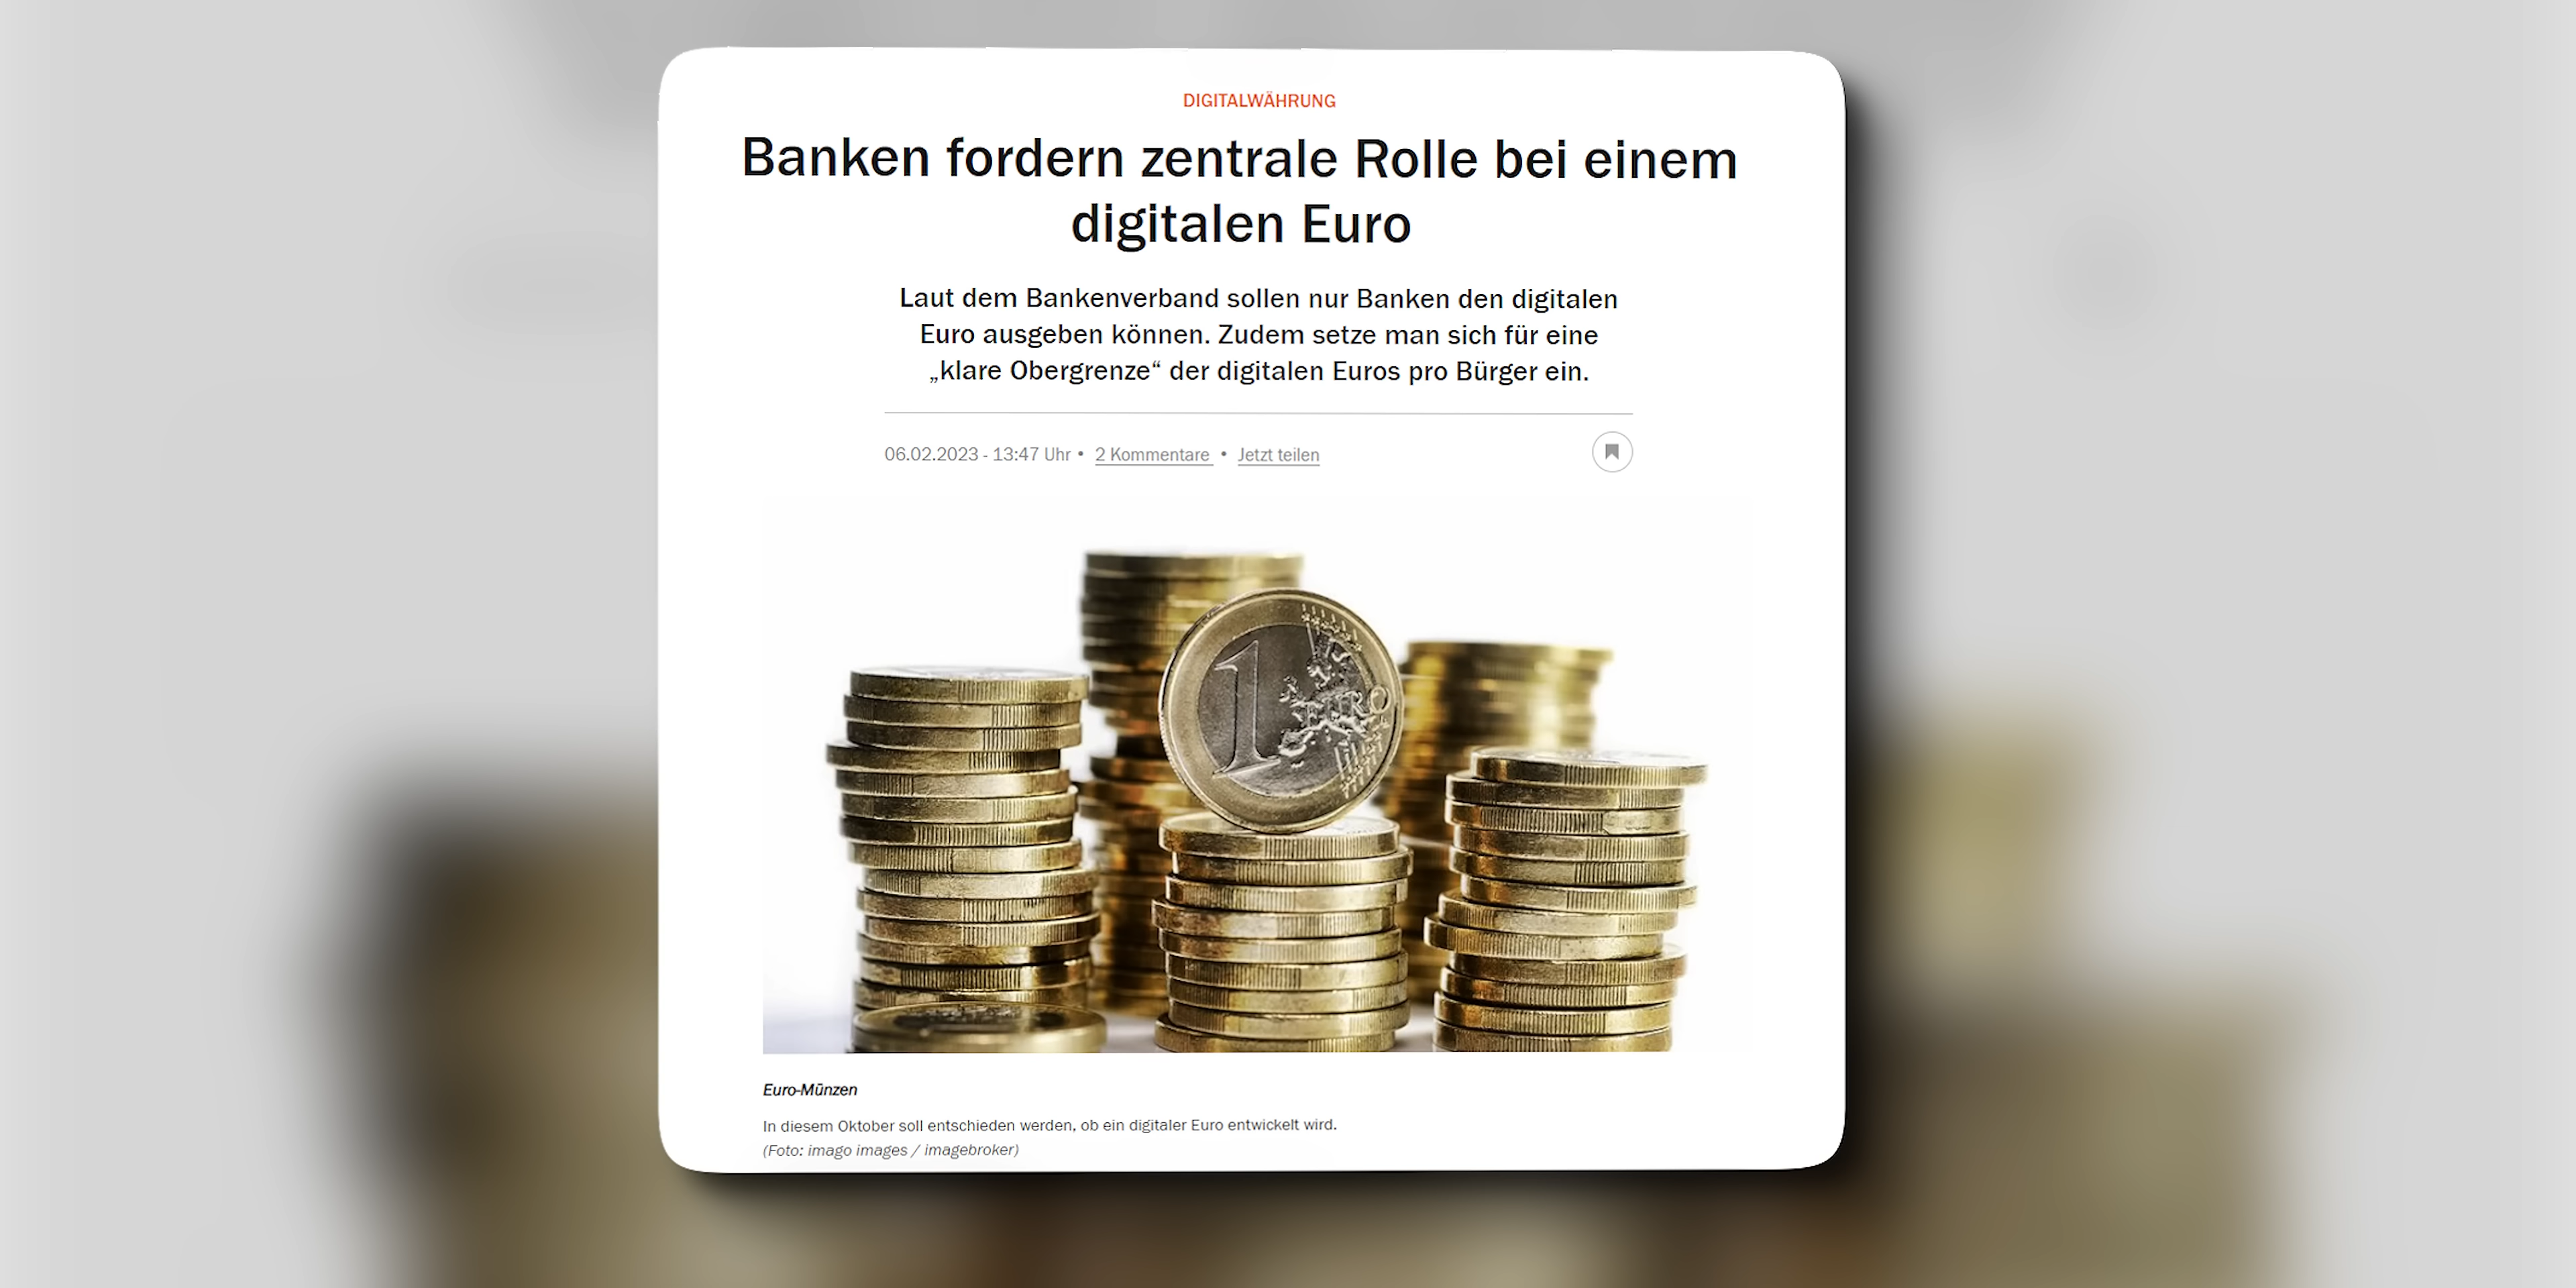 DIGITALWÄHRUNG
Banken fordern zentrale Rolle bei einem
digitalen Euro
Laut dem Bankenverband sollen nur Banken den digitalen
Euro ausgeben können. Zudem setze man sich für eine
„klare Obergrenze“ der digitalen Euros pro Bürger ein.
06.02.2023 - 13:47 Uhr • 2 Kommentare • Jetzt teilen
1
EURO
Euro-Münzen
In diesem Oktober soll entschieden werden, ob ein digitaler Euro entwickelt wird.
(Foto: imago images / imagebroker)